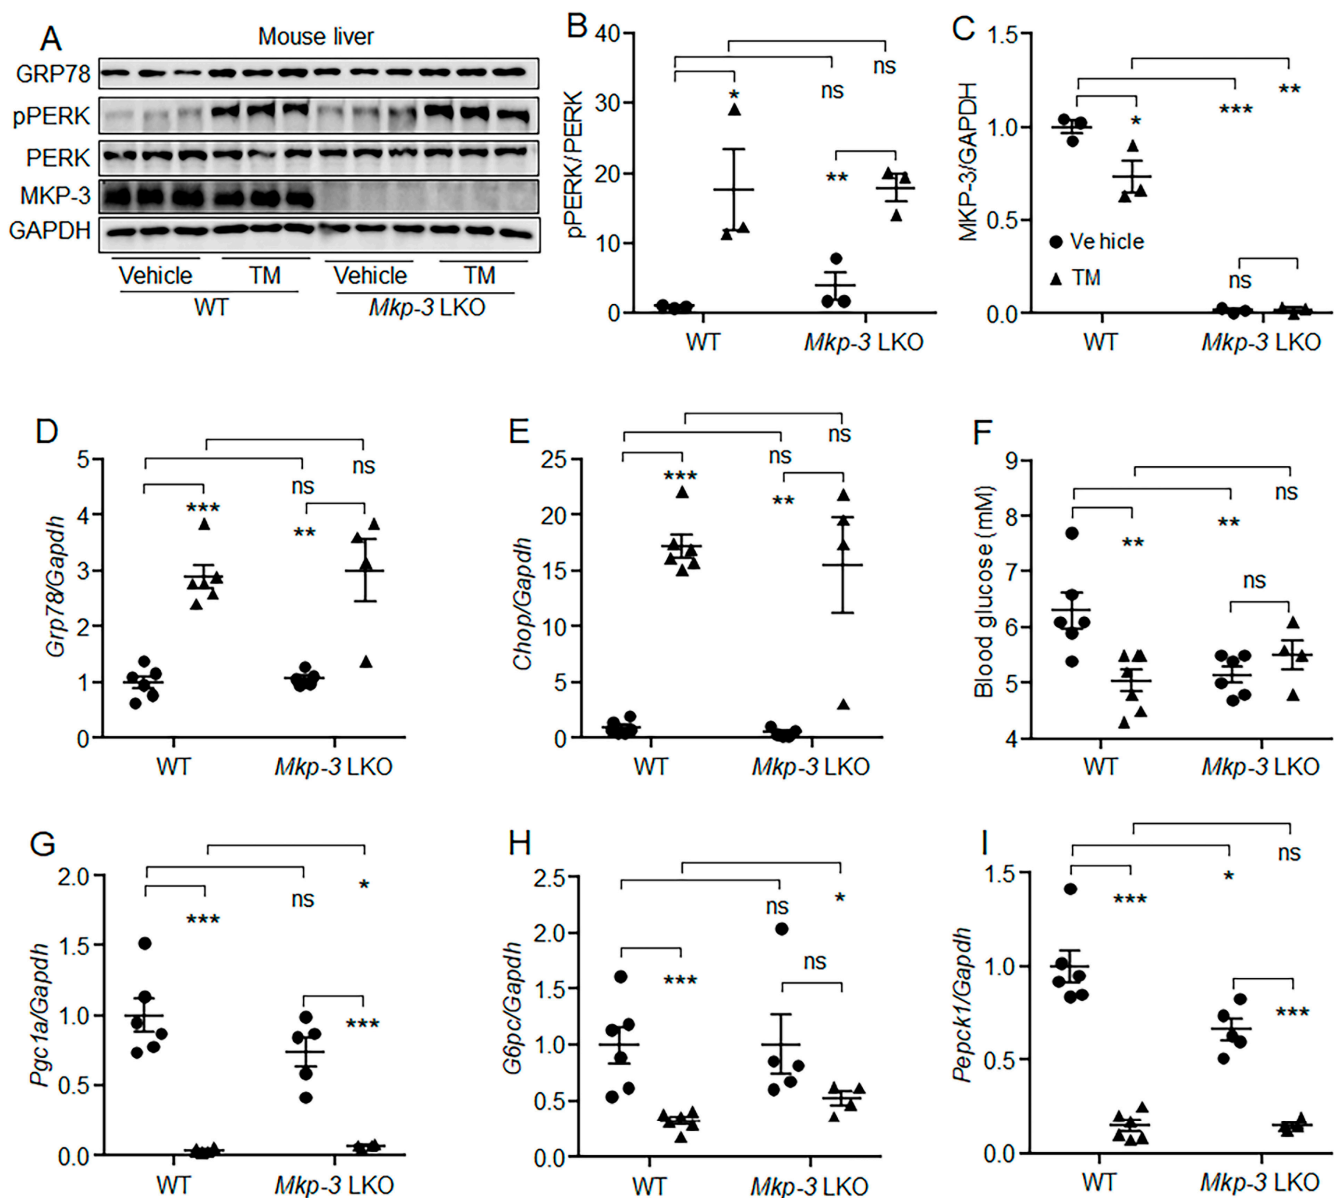 A
Mouse liver
GRP78
pPERK
PERK
MKP-3
GAPDH
Vehicle TM Vehicle TM
WT Mkp-3 LKO
B
pPERK/PERK
40
30
20
10
0
*
ns
ns
**
WT Mkp-3 LKO
C
MKP-3/GAPDH
1.5
1.0
0.5
0.0
*
***
**
ns
Ve hicle
TM
WT Mkp-3 LKO
D
Grp78/Gapdh
5
4
3
2
1
0
***
ns
ns
**
WT Mkp-3 LKO
E
Chop/Gapdh
25
20
15
10
5
0
***
ns
ns
**
WT Mkp-3 LKO
F
Blood glucose (mM)
9
8
7
6
5
4
**
**
ns
ns
WT Mkp-3 LKO
G
Pgc1a/Gapdh
2.0
1.5
1.0
0.5
0.0
***
ns
*
***
WT Mkp-3 LKO
H
G6pc/Gapdh
2.5
2.0
1.5
1.0
0.5
0.0
***
ns
*
ns
WT Mkp-3 LKO
I
Pepck1/Gapdh
1.5
1.0
0.5
0.0
***
*
ns
***
WT Mkp-3 LKO